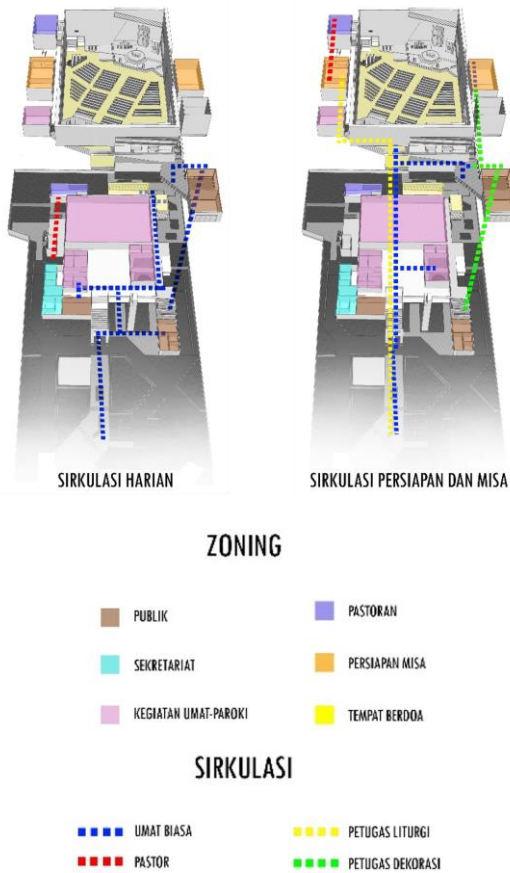 SIRKULASI HARIAN
SIRKULASI PERSIAPAN DAN MISA
ZONING
PUBLIK
PASTORAN
SEKRETARIAT
PERSIAPAN MISA
KEGIATAN UMAT-PAROKI
TEMPAT BERDOA
SIRKULASI
UMAT BIASA
PETUGAS LITURGI
PASTOR
PETUGAS DEKORASI